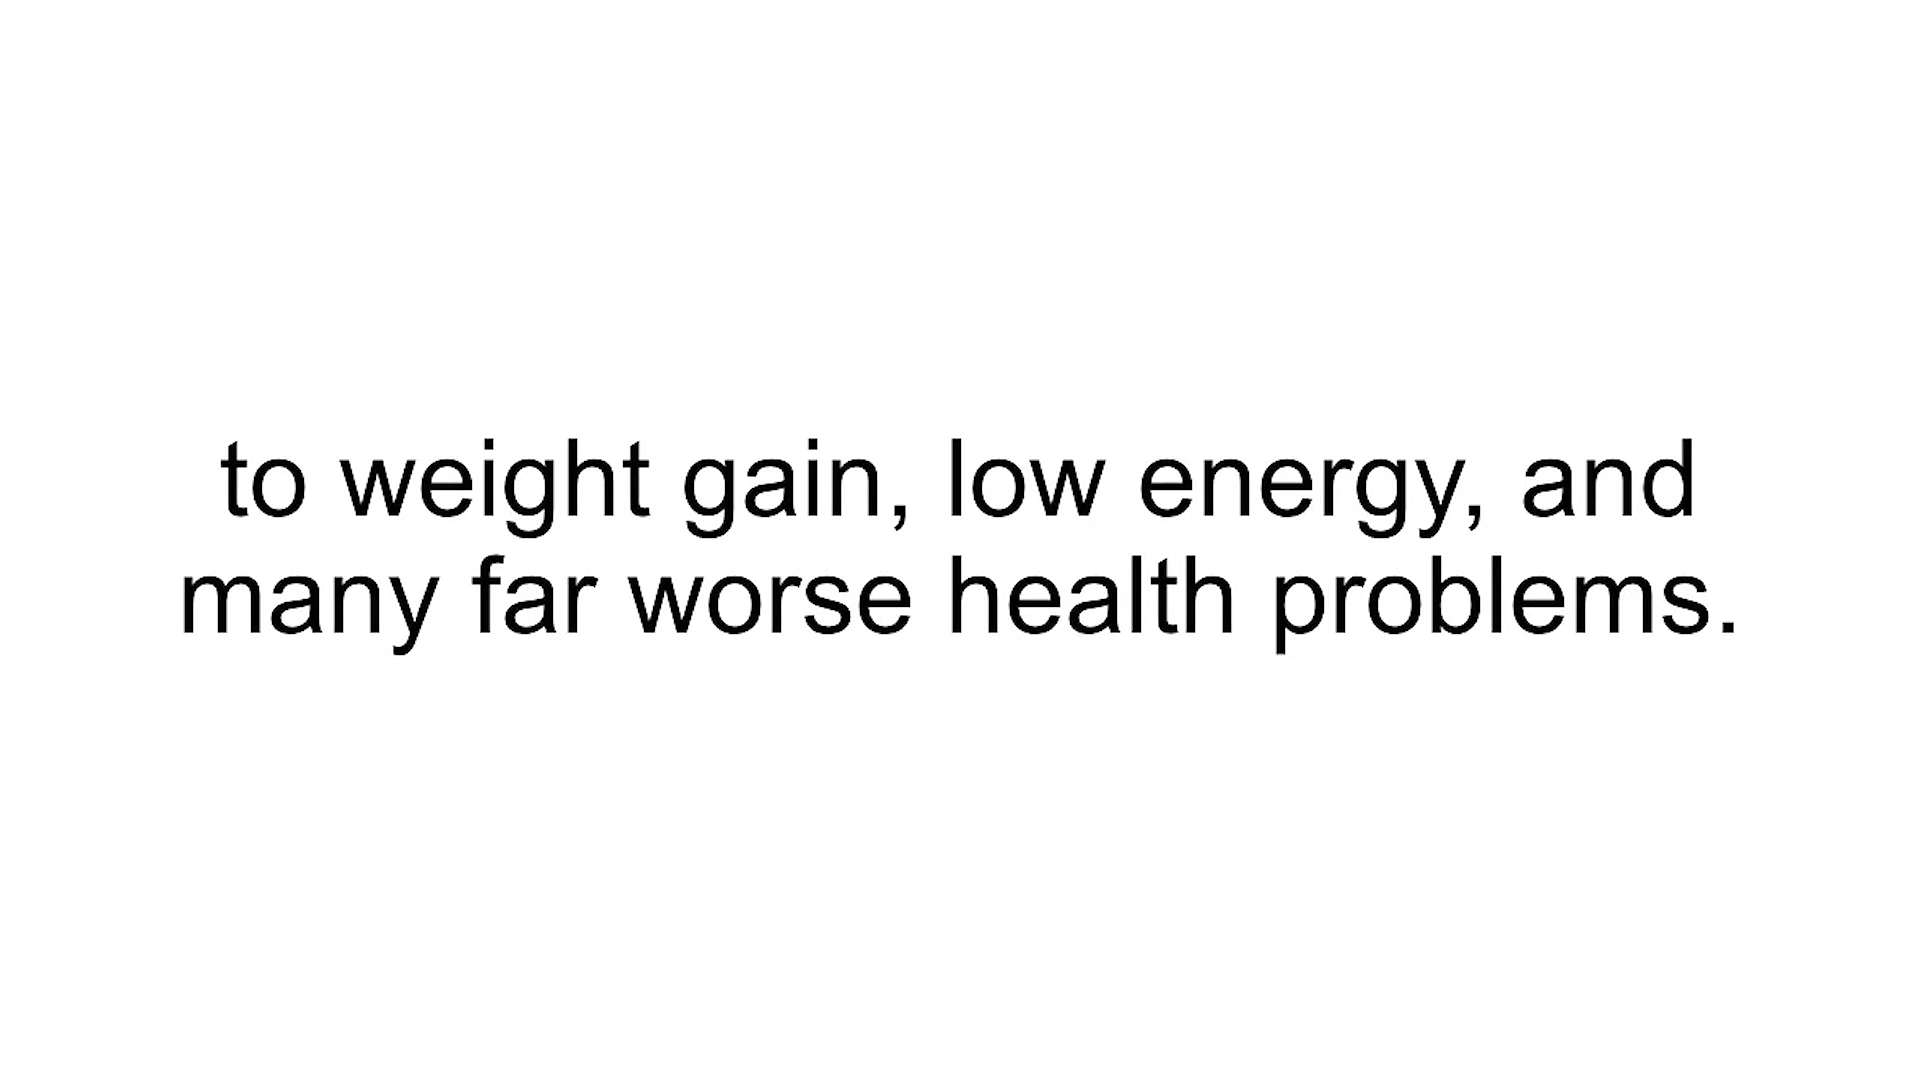 to weight gain, low energy, and
many far worse health problems.